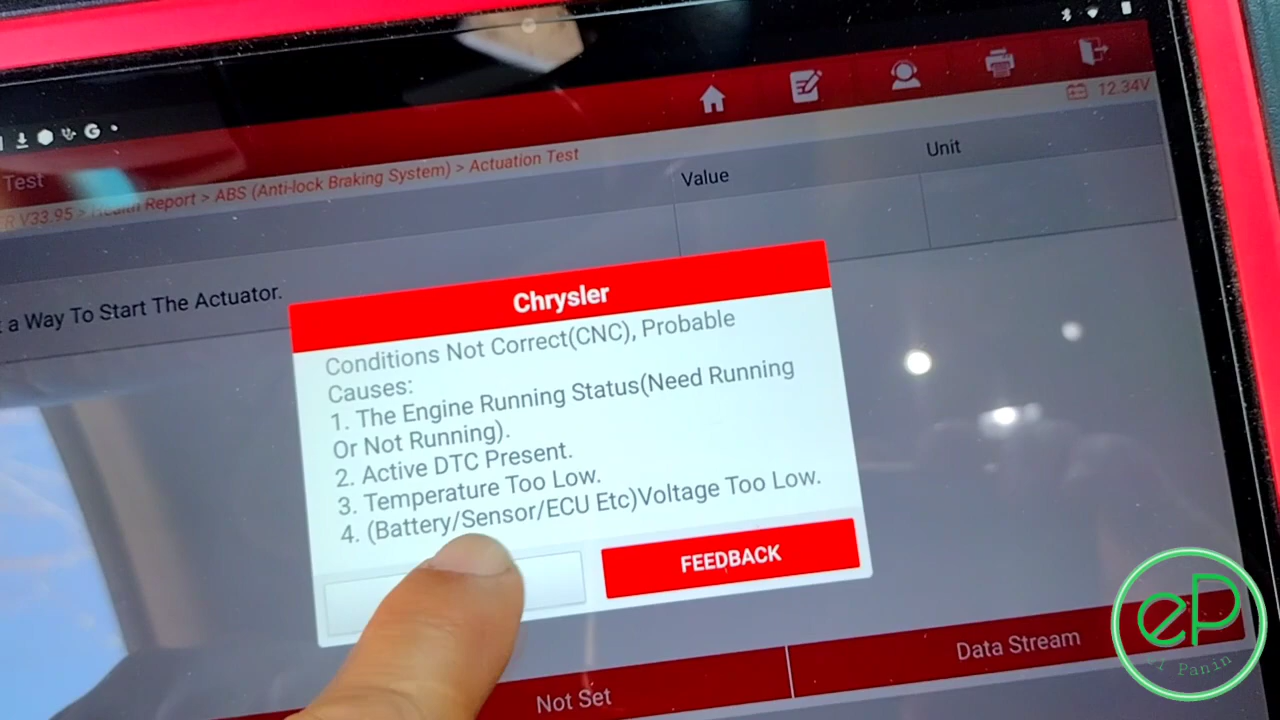 12.34V
Test
R V33.95 > Health Report > ABS (Anti-lock Braking System) > Actuation Test
Value
Unit
a Way To Start The Actuator.
Chrysler
Conditions Not Correct(CNC), Probable
Causes:
1. The Engine Running Status(Need Running
Or Not Running).
2. Active DTC Present.
3. Temperature Too Low.
4. (Battery/Sensor/ECU Etc)Voltage Too Low.
FEEDBACK
Not Set
Data Stream
eP
el Panin